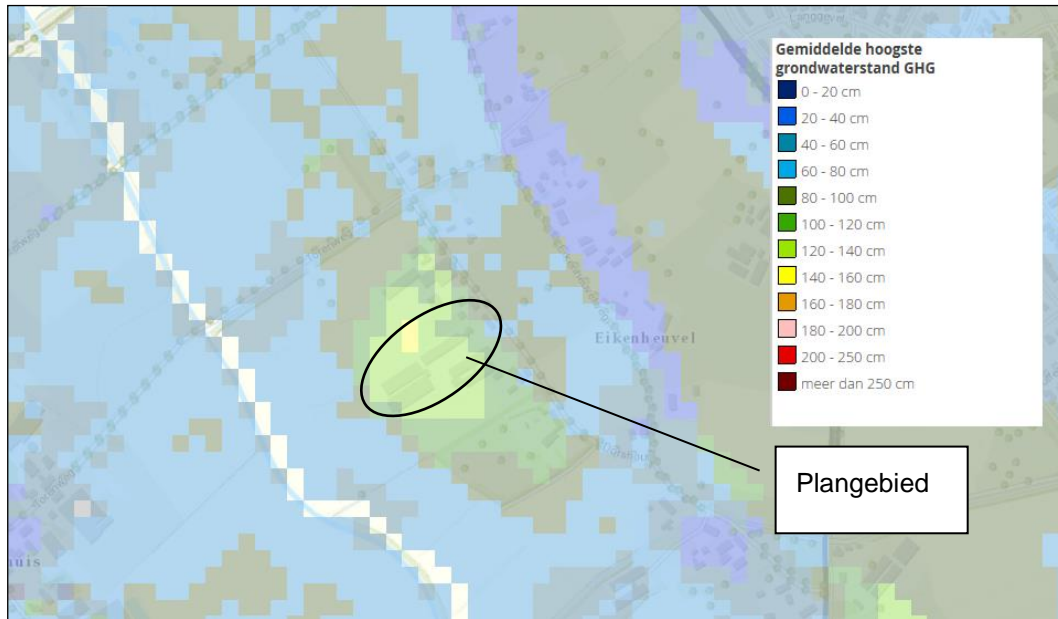 Gemiddelde hoogste
grondwaterstand GHG
0 - 20 cm
20 - 40 cm
40 - 60 cm
60 - 80 cm
80 - 100 cm
100 - 120 cm
120 - 140 cm
140 - 160 cm
160 - 180 cm
180 - 200 cm
200 - 250 cm
meer dan 250 cm
Eikenheuvel
Plangebied